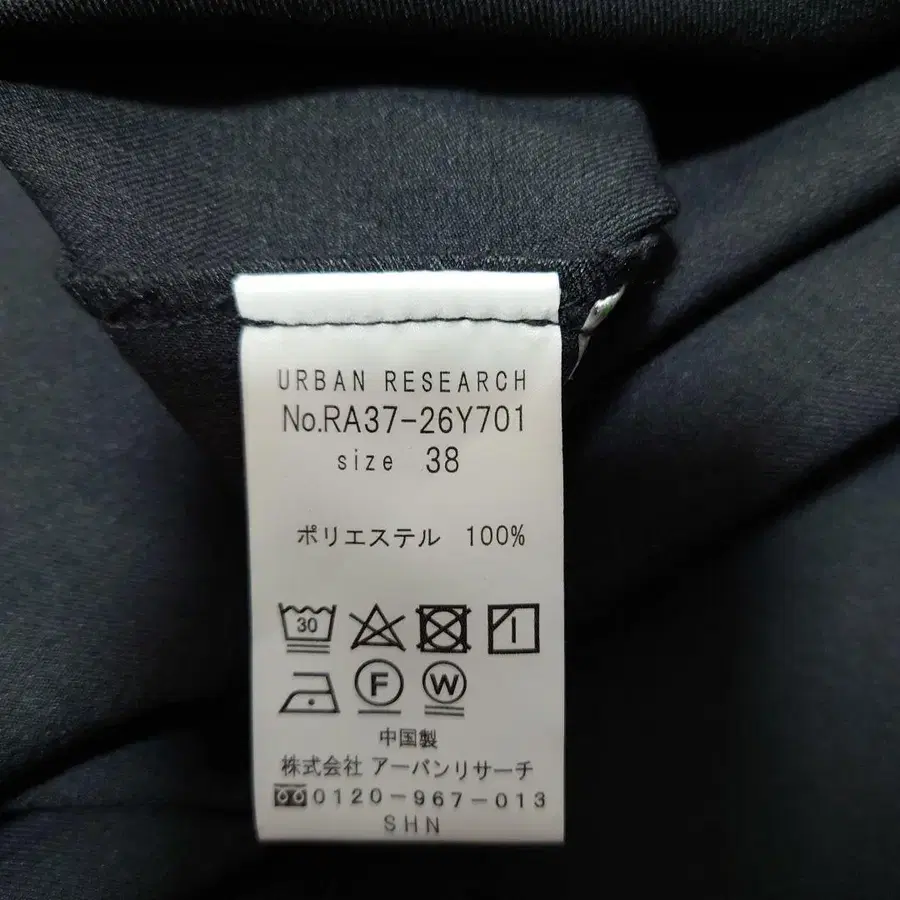 URBAN RESEARCH
No.RA37-26Y701
size 38
ポリエステル 100%
30
F W
中国製
株式会社 アーバンリサーチ
0120-967-013
SHN